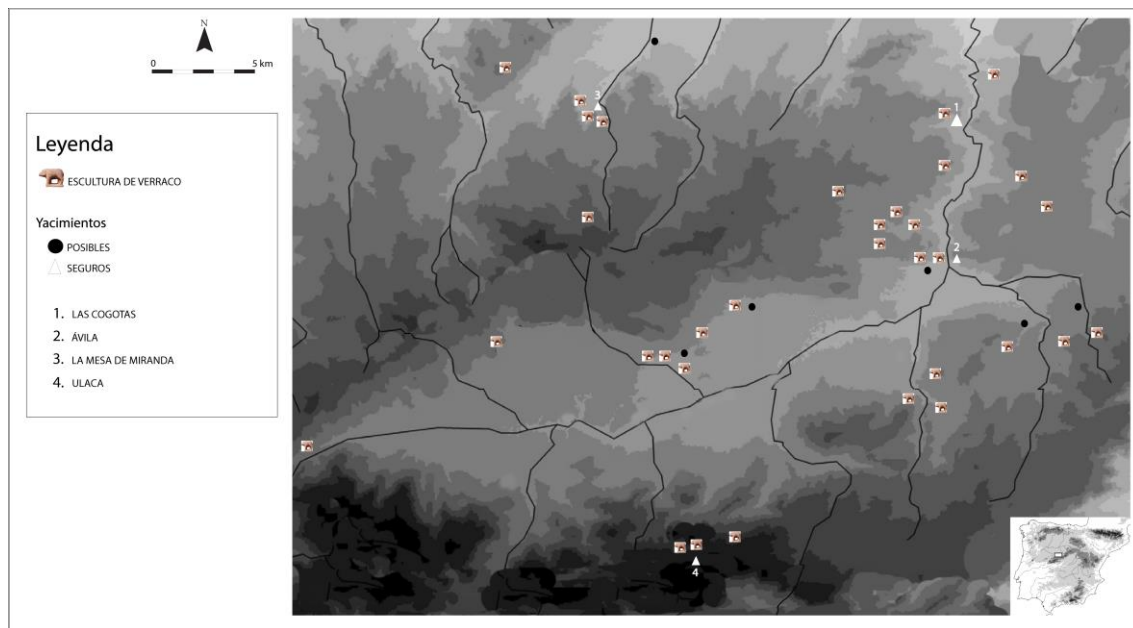 N
0 5 km
Leyenda
ESCULTURA DE VERRACO
Yacimientos
POSIBLES
SEGUROS
1. LAS COGOTAS
2. ÁVILA
3. LA MESA DE MIRANDA
4. ULACA
3
1
2
4